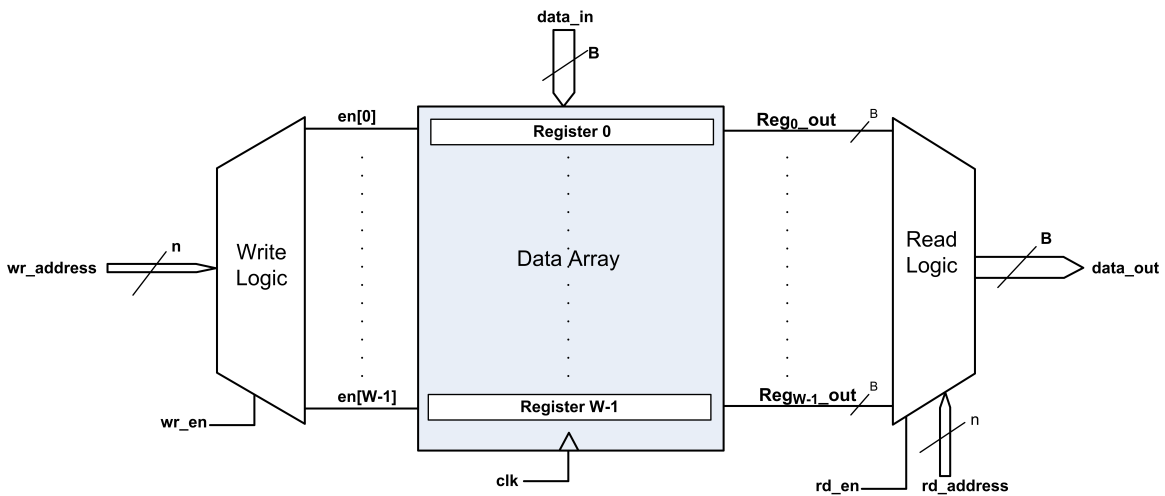 data_in
B
en[0]
Register 0
Reg0_out
B
n
wr_address
Write
Logic
Data Array
Read
Logic
B
data_out
en[W-1]
Register W-1
RegW-1_out
B
wr_en
n
clk
rd_en
rd_address